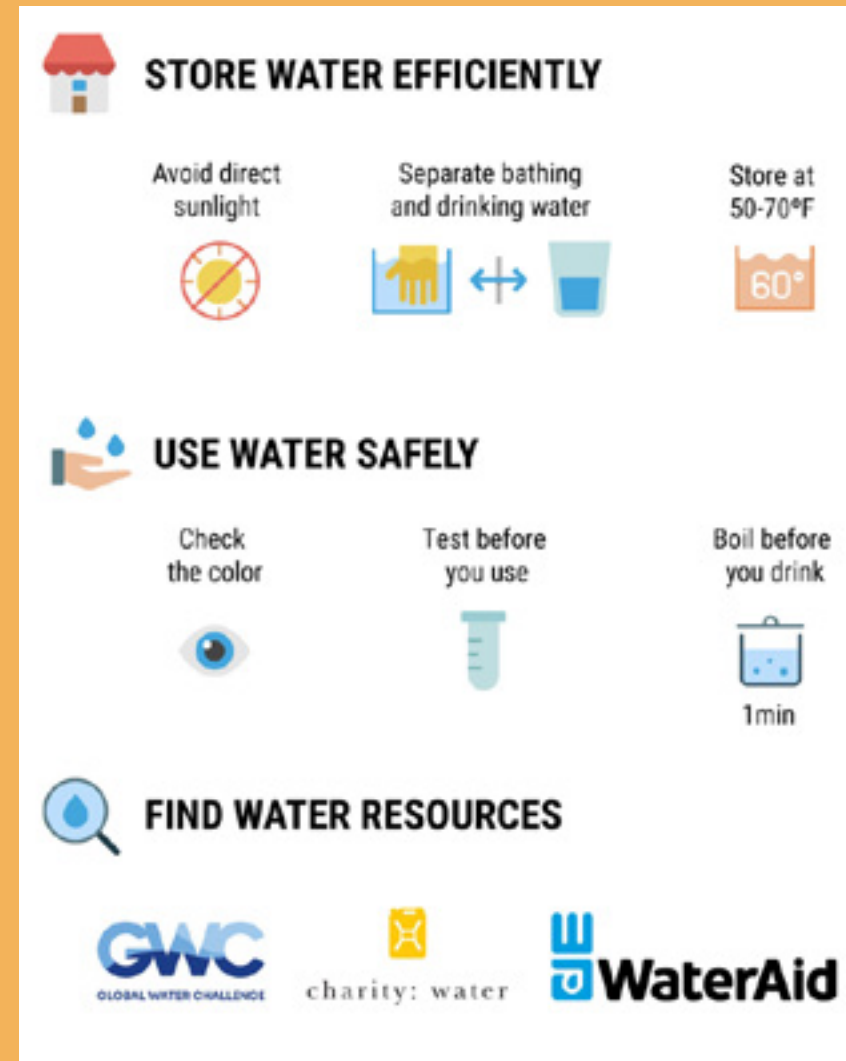 STORE WATER EFFICIENTLY
Avoid direct
sunlight
Separate bathing
and drinking water
Store at
50-70ºF
60°
USE WATER SAFELY
Check
the color
Test before
you use
Boil before
you drink
1min
FIND WATER RESOURCES
GWC
GLOBAL WATER CHALLENGE
charity: water
WaterAid